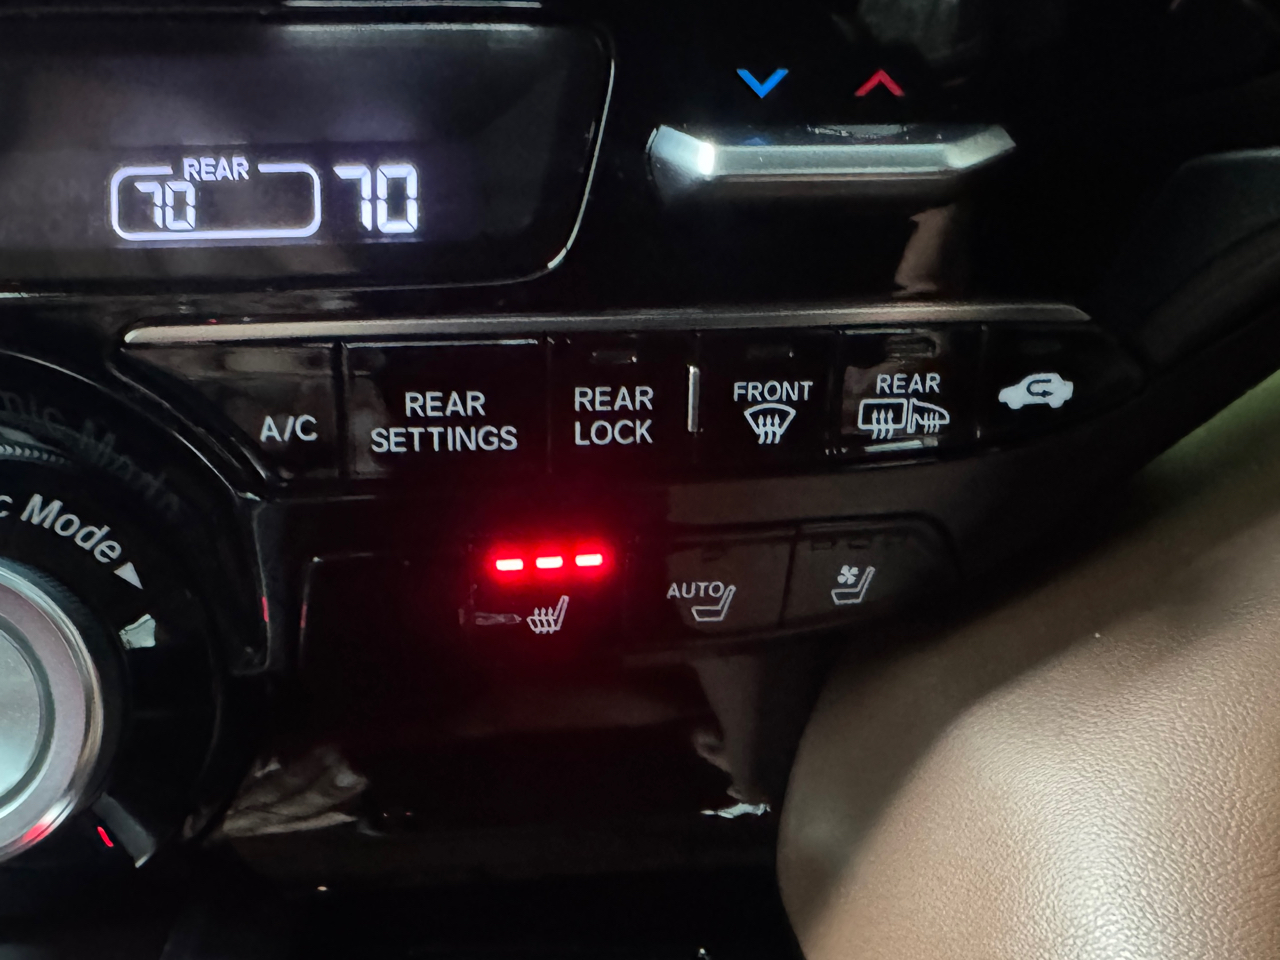 REAR
70
70
A/C
REAR
SETTINGS
REAR
LOCK
FRONT
REAR
Mode
AUTO